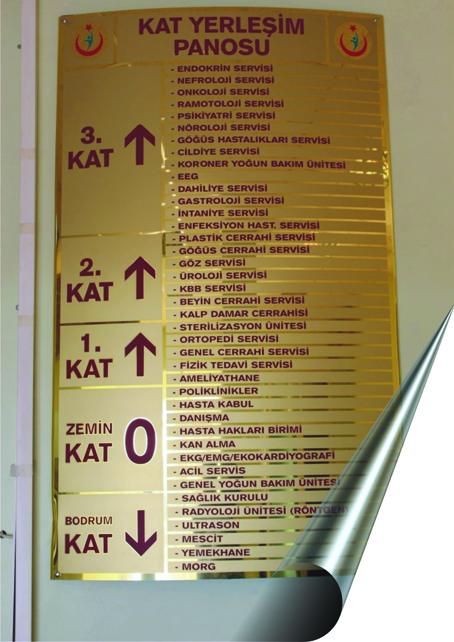 KAT YERLEŞİM
PANOSU
3.
KAT
- ENDOKRİN SERVİSİ
- NEFROLOJİ SERVİSİ
- ONKOLOJİ SERVİSİ
- RAMOTOLOJİ SERVİSİ
- PSİKİYATRİ SERVİSİ
- NÖROLOJİ SERVİSİ
- GÖĞÜS HASTALIKLARI SERVİSİ
- CİLDİYE SERVİSİ
- KORONER YOĞUN BAKIM ÜNİTESİ
- EEG
- DAHİLİYE SERVİSİ
- GASTROLOJİ SERVİSİ
- İNTANİYE SERVİSİ
- ENFEKSİYON HAST. SERVİSİ
2.
KAT
- PLASTİK CERRAHİ SERVİSİ
- GÖĞÜS CERRAHİ SERVİSİ
- GÖZ SERVİSİ
- ÜROLOJİ SERVİSİ
- KBB SERVİSİ
- BEYİN CERRAHİ SERVİSİ
- KALP DAMAR CERRAHİSİ
1.
KAT
- STERİLİZASYON ÜNİTESİ
- ORTOPEDİ SERVİSİ
- GENEL CERRAHİ SERVİSİ
- FİZİK TEDAVİ SERVİSİ
- AMELİYATHANE
ZEMİN
KAT 0
- POLİKLİNİKLER
- HASTA KABUL
- DANIŞMA
- HASTA HAKLARI BİRİMİ
- KAN ALMA
- EKG/EMG/EKOKARDİYOGRAFİ
- ACİL SERVİS
- GENEL YOĞUN BAKIM ÜNİTESİ
BODRUM
KAT
- SAĞLIK KURULU
- RADYOLOJİ ÜNİTESİ (RÖNTGEN)
- ULTRASON
- MESCİT
- YEMEKHANE
- MORG